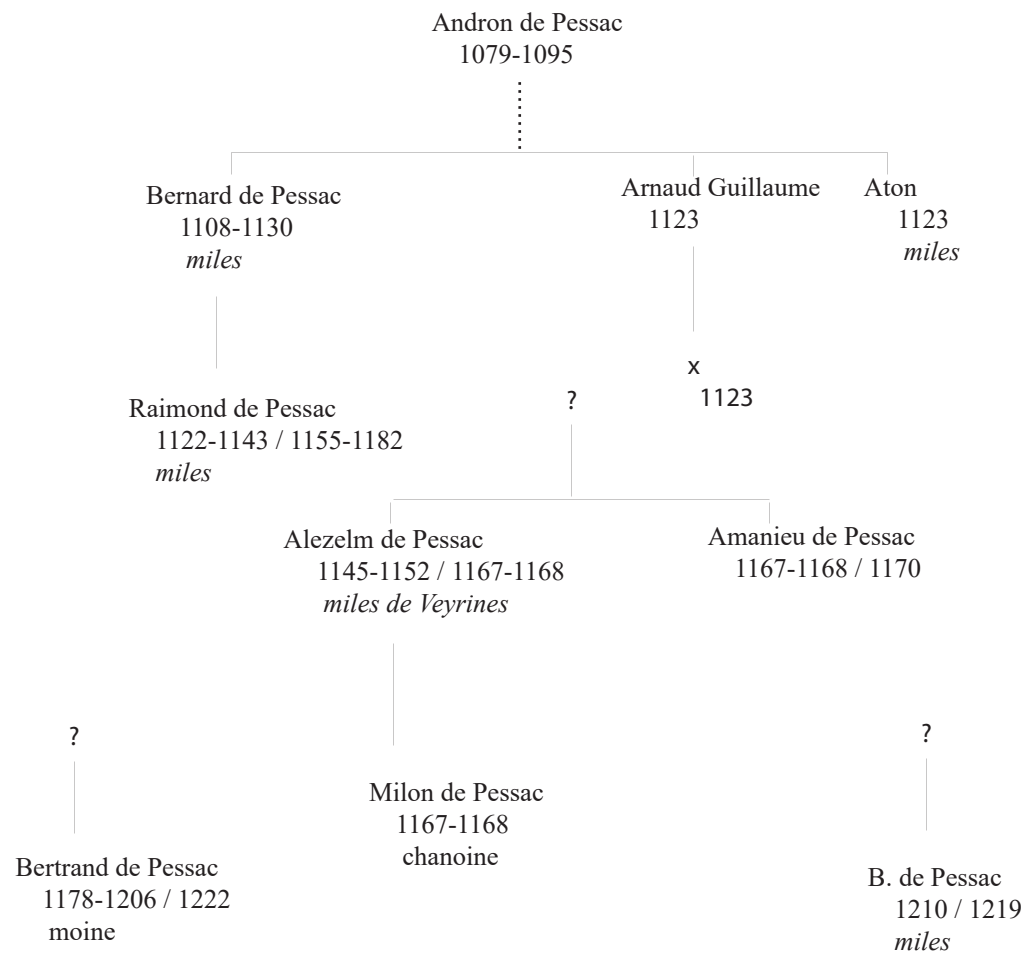 Andron de Pessac
1079-1095
Bernard de Pessac
1108-1130
miles
Arnaud Guillaume
1123
Aton
1123
miles
x
1123
?
Raimond de Pessac
1122-1143 / 1155-1182
miles
Alezelm de Pessac
1145-1152 / 1167-1168
miles de Veyrines
Amanieu de Pessac
1167-1168 / 1170
?
?
Milon de Pessac
1167-1168
chanoine
Bertrand de Pessac
1178-1206 / 1222
moine
B. de Pessac
1210 / 1219
miles